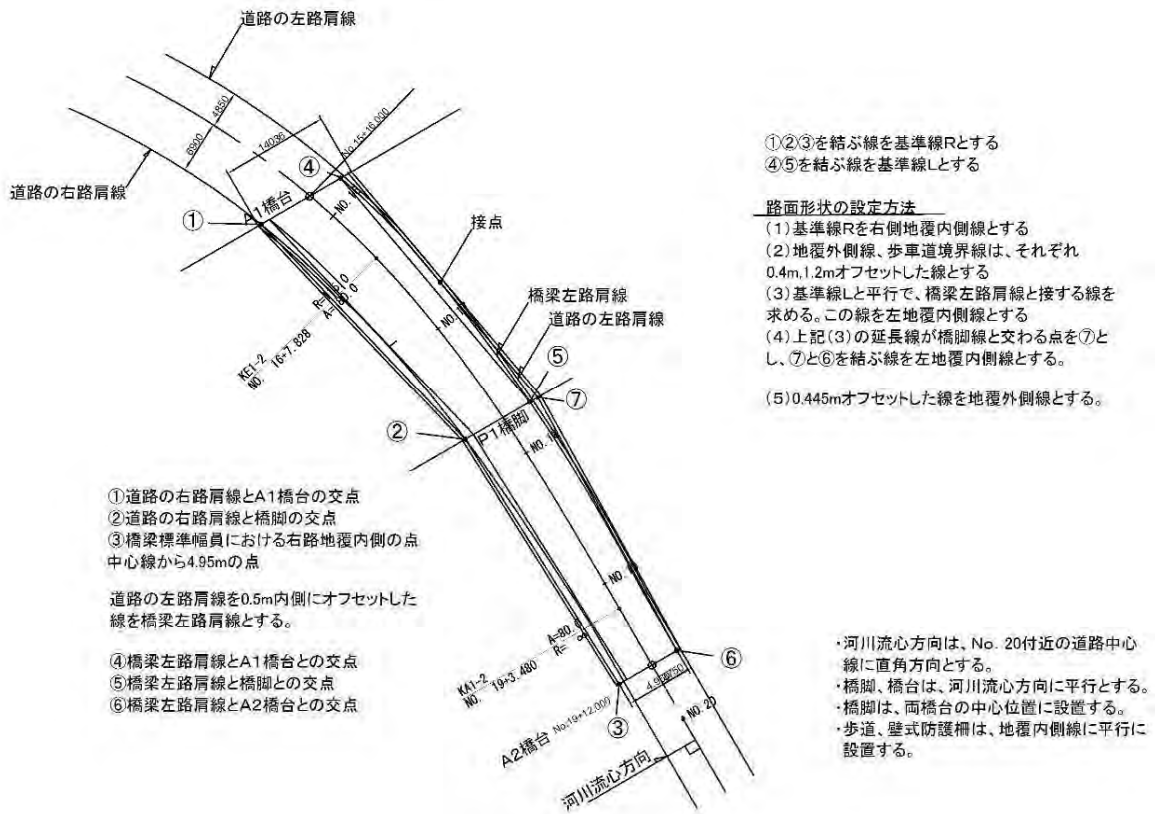 道路の左路肩線
4850
6900
道路の右路肩線
14036
No.15+16.000
④
①
A1橋台
接点
橋梁左路肩線
道路の左路肩線
⑤
⑦
KE1-2
NO. 16+7.828
②
P1橋脚
①②③を結ぶ線を基準線Rとする
④⑤を結ぶ線を基準線Lとする
路面形状の設定方法
(1)基準線Rを右側地覆内側線とする
(2)地覆外側線、歩車道境界線は、それぞれ
0.4m,1.2mオフセットした線とする
(3)基準線Lと平行で、橋梁左路肩線と接する線を
求める。この線を左地覆内側線とする
(4)上記(3)の延長線が橋脚線と交わる点を⑦と
し、⑦と⑥を結ぶ線を左地覆内側線とする。
(5)0.445mオフセットした線を地覆外側線とする。
①道路の右路肩線とA1橋台の交点
②道路の右路肩線と橋脚の交点
③橋梁標準幅員における右路地覆内側の点
中心線から4.95mの点
道路の左路肩線を0.5m内側にオフセットした
線を橋梁左路肩線とする。
④橋梁左路肩線とA1橋台との交点
⑤橋梁左路肩線と橋脚との交点
⑥橋梁左路肩線とA2橋台との交点
A=80.
R=∞
KA1-2
NO. 19+3.480
⑥
A2橋台 No.19+12.000
③
NO.20
河川流心方向
・河川流心方向は、No. 20付近の道路中心
線に直角方向とする。
・橋脚、橋台は、河川流心方向に平行とする。
・橋脚は、両橋台の中心位置に設置する。
・歩道、壁式防護柵は、地覆内側線に平行に
設置する。